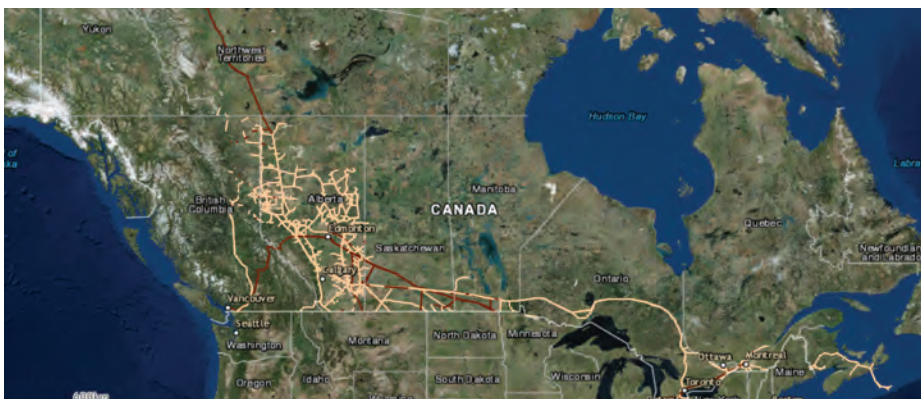 Yukon
Northwest
Territories
Hudson Bay
British
Columbia
Alberta
Manitoba
CANADA
Edmonton
Saskatchewan
Quebec
Newfoundland
and Labrado
Calgary
Ontario
Vancouver
Seattle
Washington
Montana
North Dakota
Minnesota
Ottawa
Montreal
Maine
Oregon
Idaho
South Dakota
Wisconsin
Toronto